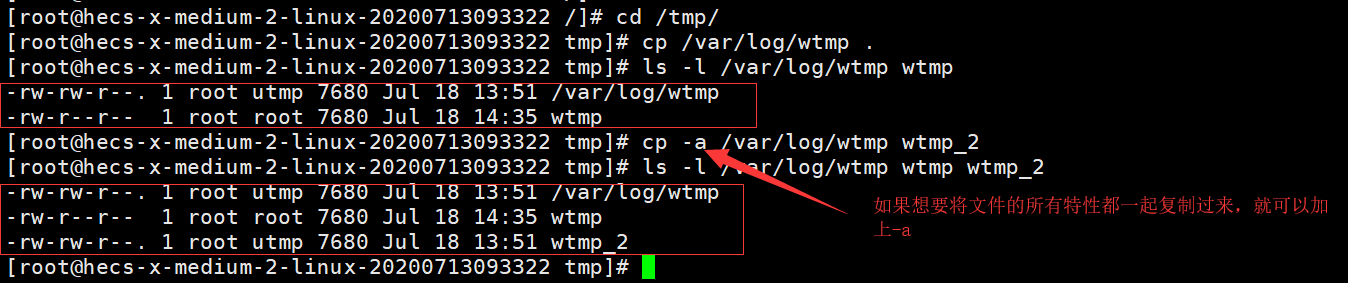 [root@hecs-x-medium-2-linux-20200713093322 /]# cd /tmp/
[root@hecs-x-medium-2-linux-20200713093322 tmp]# cp /var/log/wtmp .
[root@hecs-x-medium-2-linux-20200713093322 tmp]# ls -l /var/log/wtmp wtmp
-rw-rw-r--. 1 root utmp 7680 Jul 18 13:51 /var/log/wtmp
-rw-r--r--  1 root root 7680 Jul 18 14:35 wtmp
[root@hecs-x-medium-2-linux-20200713093322 tmp]# cp -a /var/log/wtmp wtmp_2
[root@hecs-x-medium-2-linux-20200713093322 tmp]# ls -l /var/log/wtmp wtmp wtmp_2
-rw-rw-r--. 1 root utmp 7680 Jul 18 13:51 /var/log/wtmp
-rw-r--r--  1 root root 7680 Jul 18 14:35 wtmp
-rw-rw-r--. 1 root utmp 7680 Jul 18 13:51 wtmp_2
[root@hecs-x-medium-2-linux-20200713093322 tmp]#
如果想要将文件的所有特性都一起复制过来，就可以加
上-a